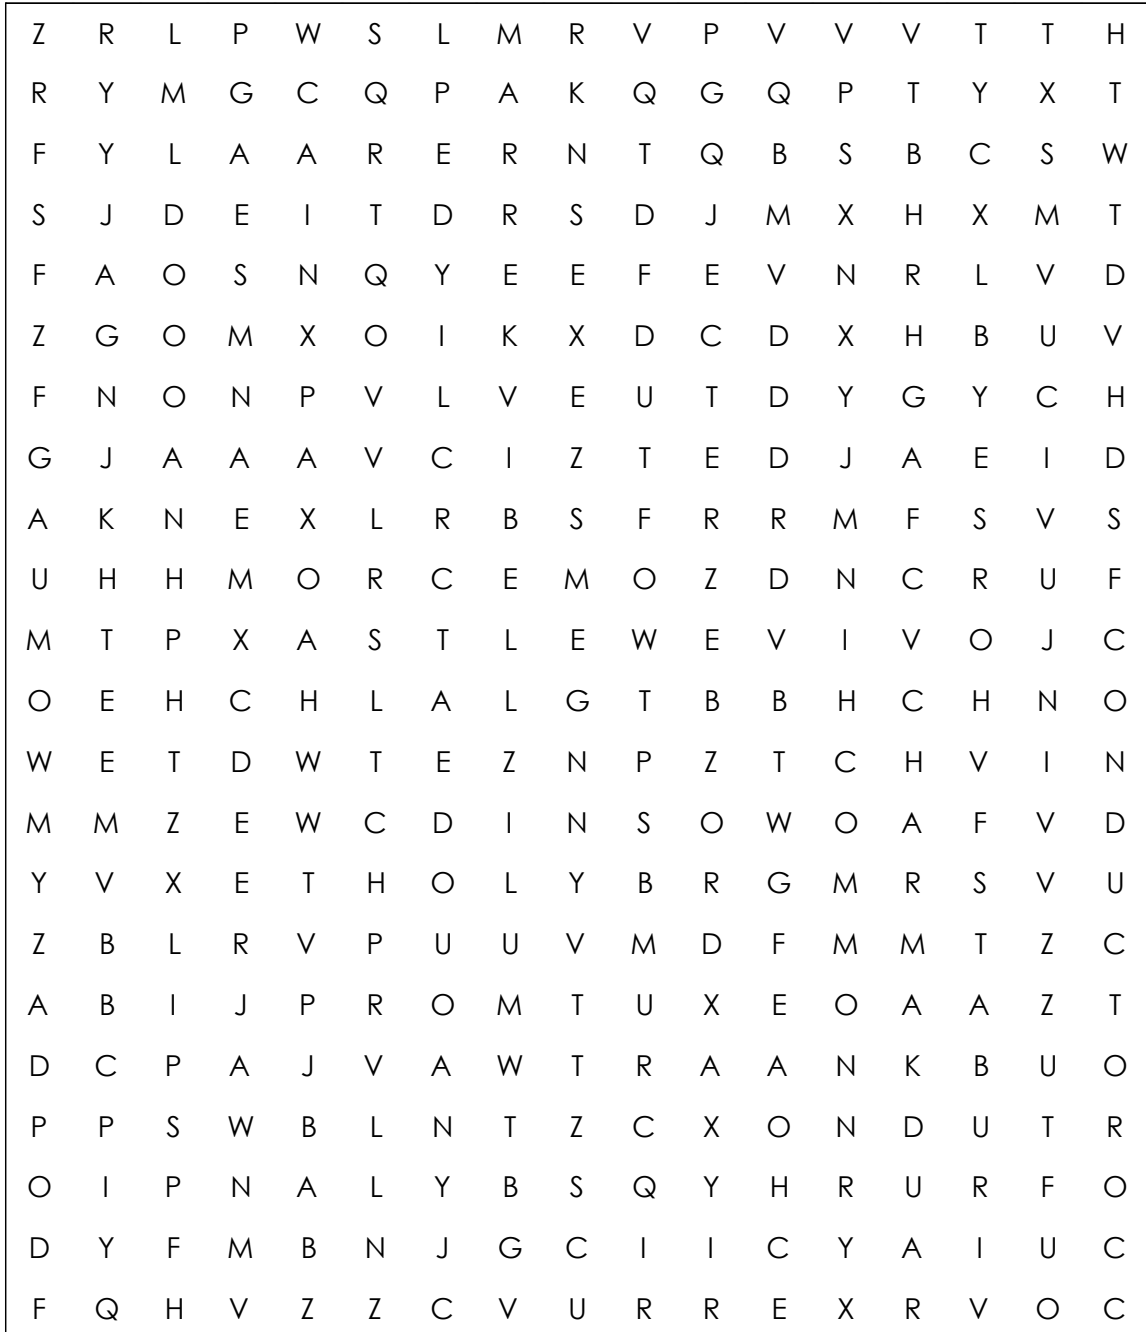 Z R L P W S L M R V P V V V T T H
R Y M G C Q P A K Q G Q P T Y X T
F Y L A A R E R N T Q B S B C S W
S J D E I T D R S D J M X H X M T
F A O S N Q Y E E F E V N R L V D
Z G O M X O I K X D C D X H B U V
F N O N P V L V E U T D Y G Y C H
G J A A A V C I Z T E D J A E I D
A K N E X L R B S F R R M F S V S
U H H M O R C E M O Z D N C R U F
M T P X A S T L E W E V I V O J C
O E H C H L A L G T B B H C H N O
W E T D W T E Z N P Z T C H V I N
M M Z E W C D I N S O W O A F V D
Y V X E T H O L Y B R G M R S V U
Z B L R V P U U V M D F M M T Z C
A B I J P R O M T U X E O A A Z T
D C P A J V A W T R A A N K B U O
P P S W B L N T Z C X O N D U T R
O I P N A L Y B S Q Y H R U R F O
D Y F M B N J G C I I C Y A I U C
F Q H V Z Z C V U R R E X R V O C